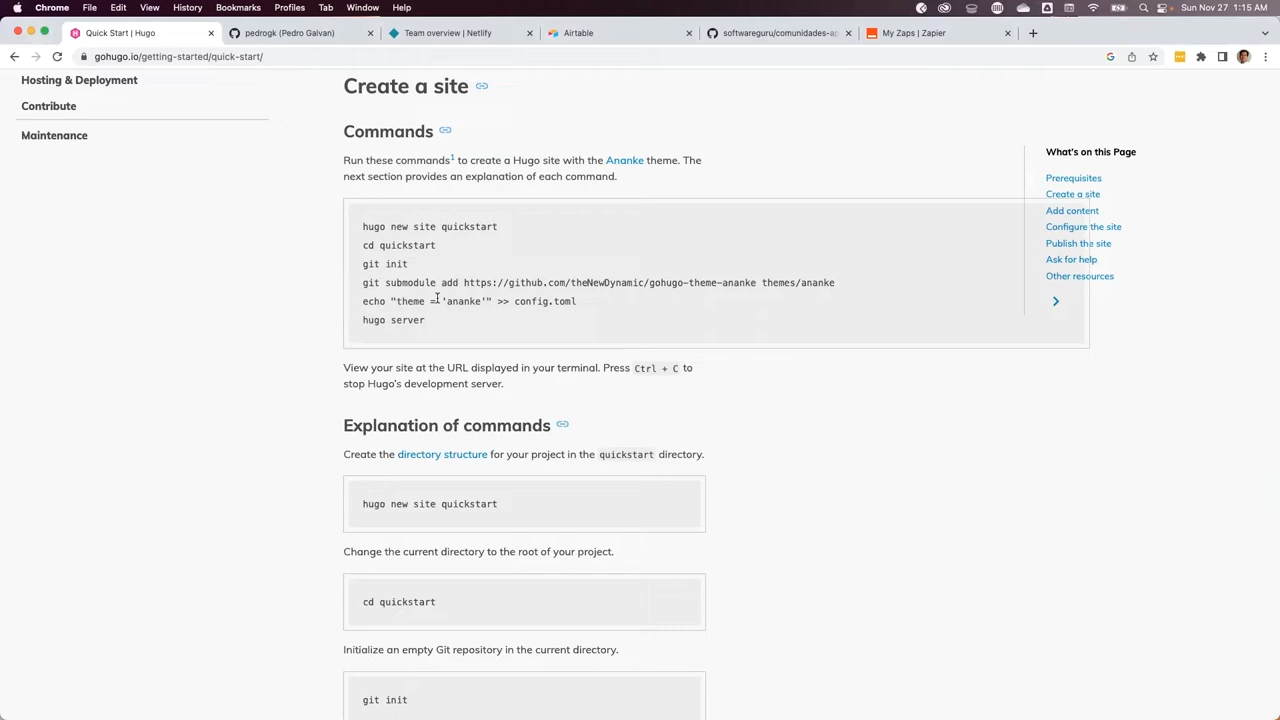 Chrome File Edit View History Bookmarks Profiles Tab Window Help
Sun Nov 27 1:15 AM
Quick Start | Hugo
pedrogk (Pedro Galvan)
Team overview | Netlify
Airtable
softwareguru/comunidades-ap
My Zaps | Zapier
gohugo.io/getting-started/quick-start/
Hosting & Deployment
Contribute
Maintenance
Create a site
Commands
Run these commands1 to create a Hugo site with the Ananke theme. The
next section provides an explanation of each command.
hugo new site quickstart
cd quickstart
git init
git submodule add https://github.com/theNewDynamic/gohugo-theme-ananke themes/ananke
echo "theme = 'ananke'" >> config.toml
hugo server
View your site at the URL displayed in your terminal. Press Ctrl + C to
stop Hugo's development server.
Explanation of commands
Create the directory structure for your project in the quickstart directory.
hugo new site quickstart
Change the current directory to the root of your project.
cd quickstart
Initialize an empty Git repository in the current directory.
git init
What's on this Page
Prerequisites
Create a site
Add content
Configure the site
Publish the site
Ask for help
Other resources